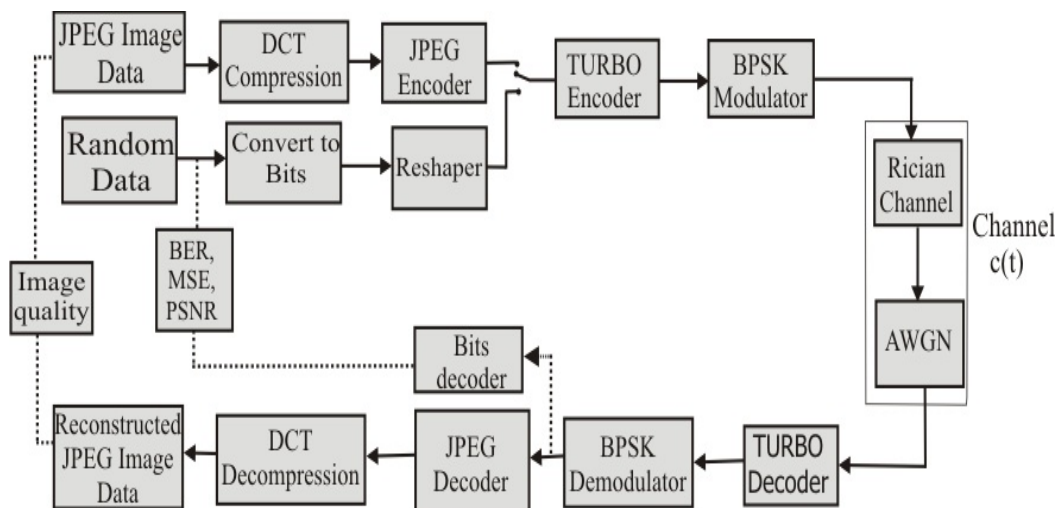 JPEG Image
Data
DCT
Compression
JPEG
Encoder
TURBO
Encoder
BPSK
Modulator
Random
Data
Convert to
Bits
Reshaper
Rician
Channel
Channel
c(t)
AWGN
BER,
MSE,
PSNR
Image
quality
Bits
decoder
Reconstructed
JPEG Image
Data
DCT
Decompression
JPEG
Decoder
BPSK
Demodulator
TURBO
Decoder